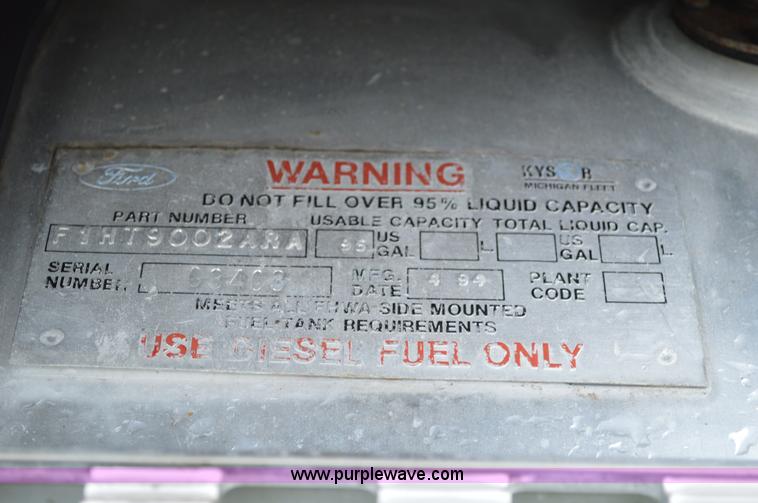 Ford WARNING KYSOR
MICHIGAN FLEET
DO NOT FILL OVER 95% LIQUID CAPACITY
PART NUMBER USABLE CAPACITY TOTAL LIQUID CAP.
F1HT9002ARA 95 US GAL L US GAL L
SERIAL NUMBER MFG. DATE 4 94 PLANT CODE
MEETS ALL FHWA SIDE MOUNTED
FUEL TANK REQUIREMENTS
USE DIESEL FUEL ONLY
www.purplewave.com